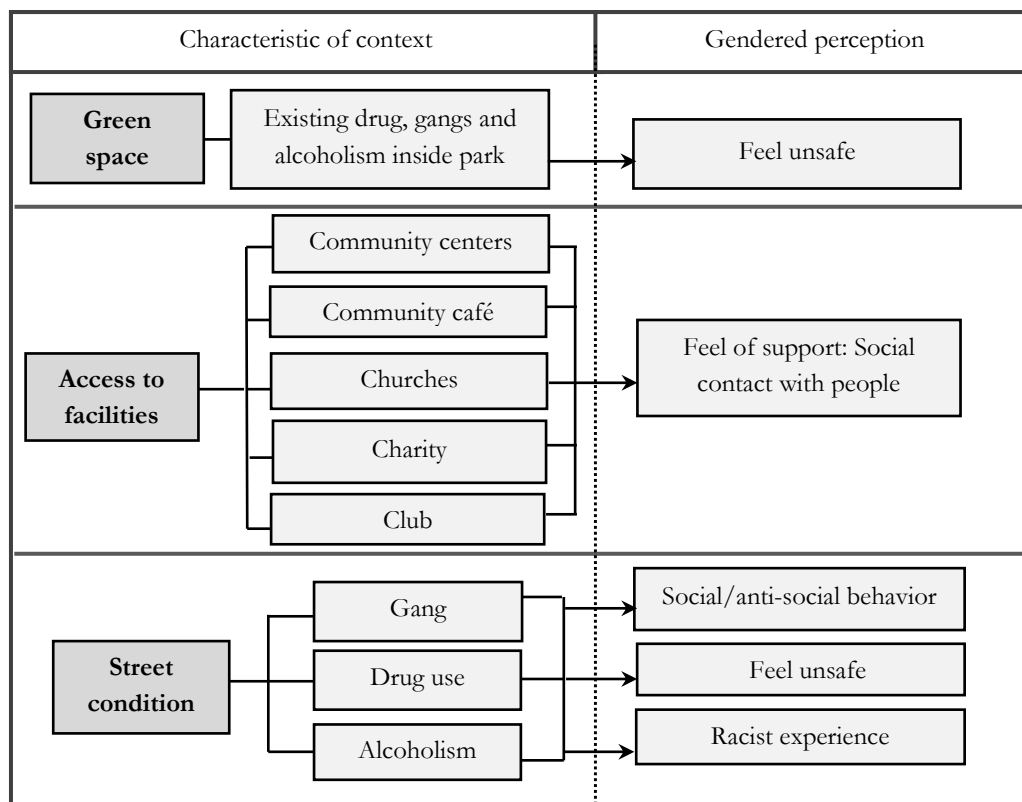 Characteristic of context
Gendered perception
Green
space
Existing drug, gangs and
alcoholism inside park
Feel unsafe
Access to
facilities
Community centers
Community café
Churches
Charity
Club
Feel of support: Social
contact with people
Street
condition
Gang
Drug use
Alcoholism
Social/anti-social behavior
Feel unsafe
Racist experience